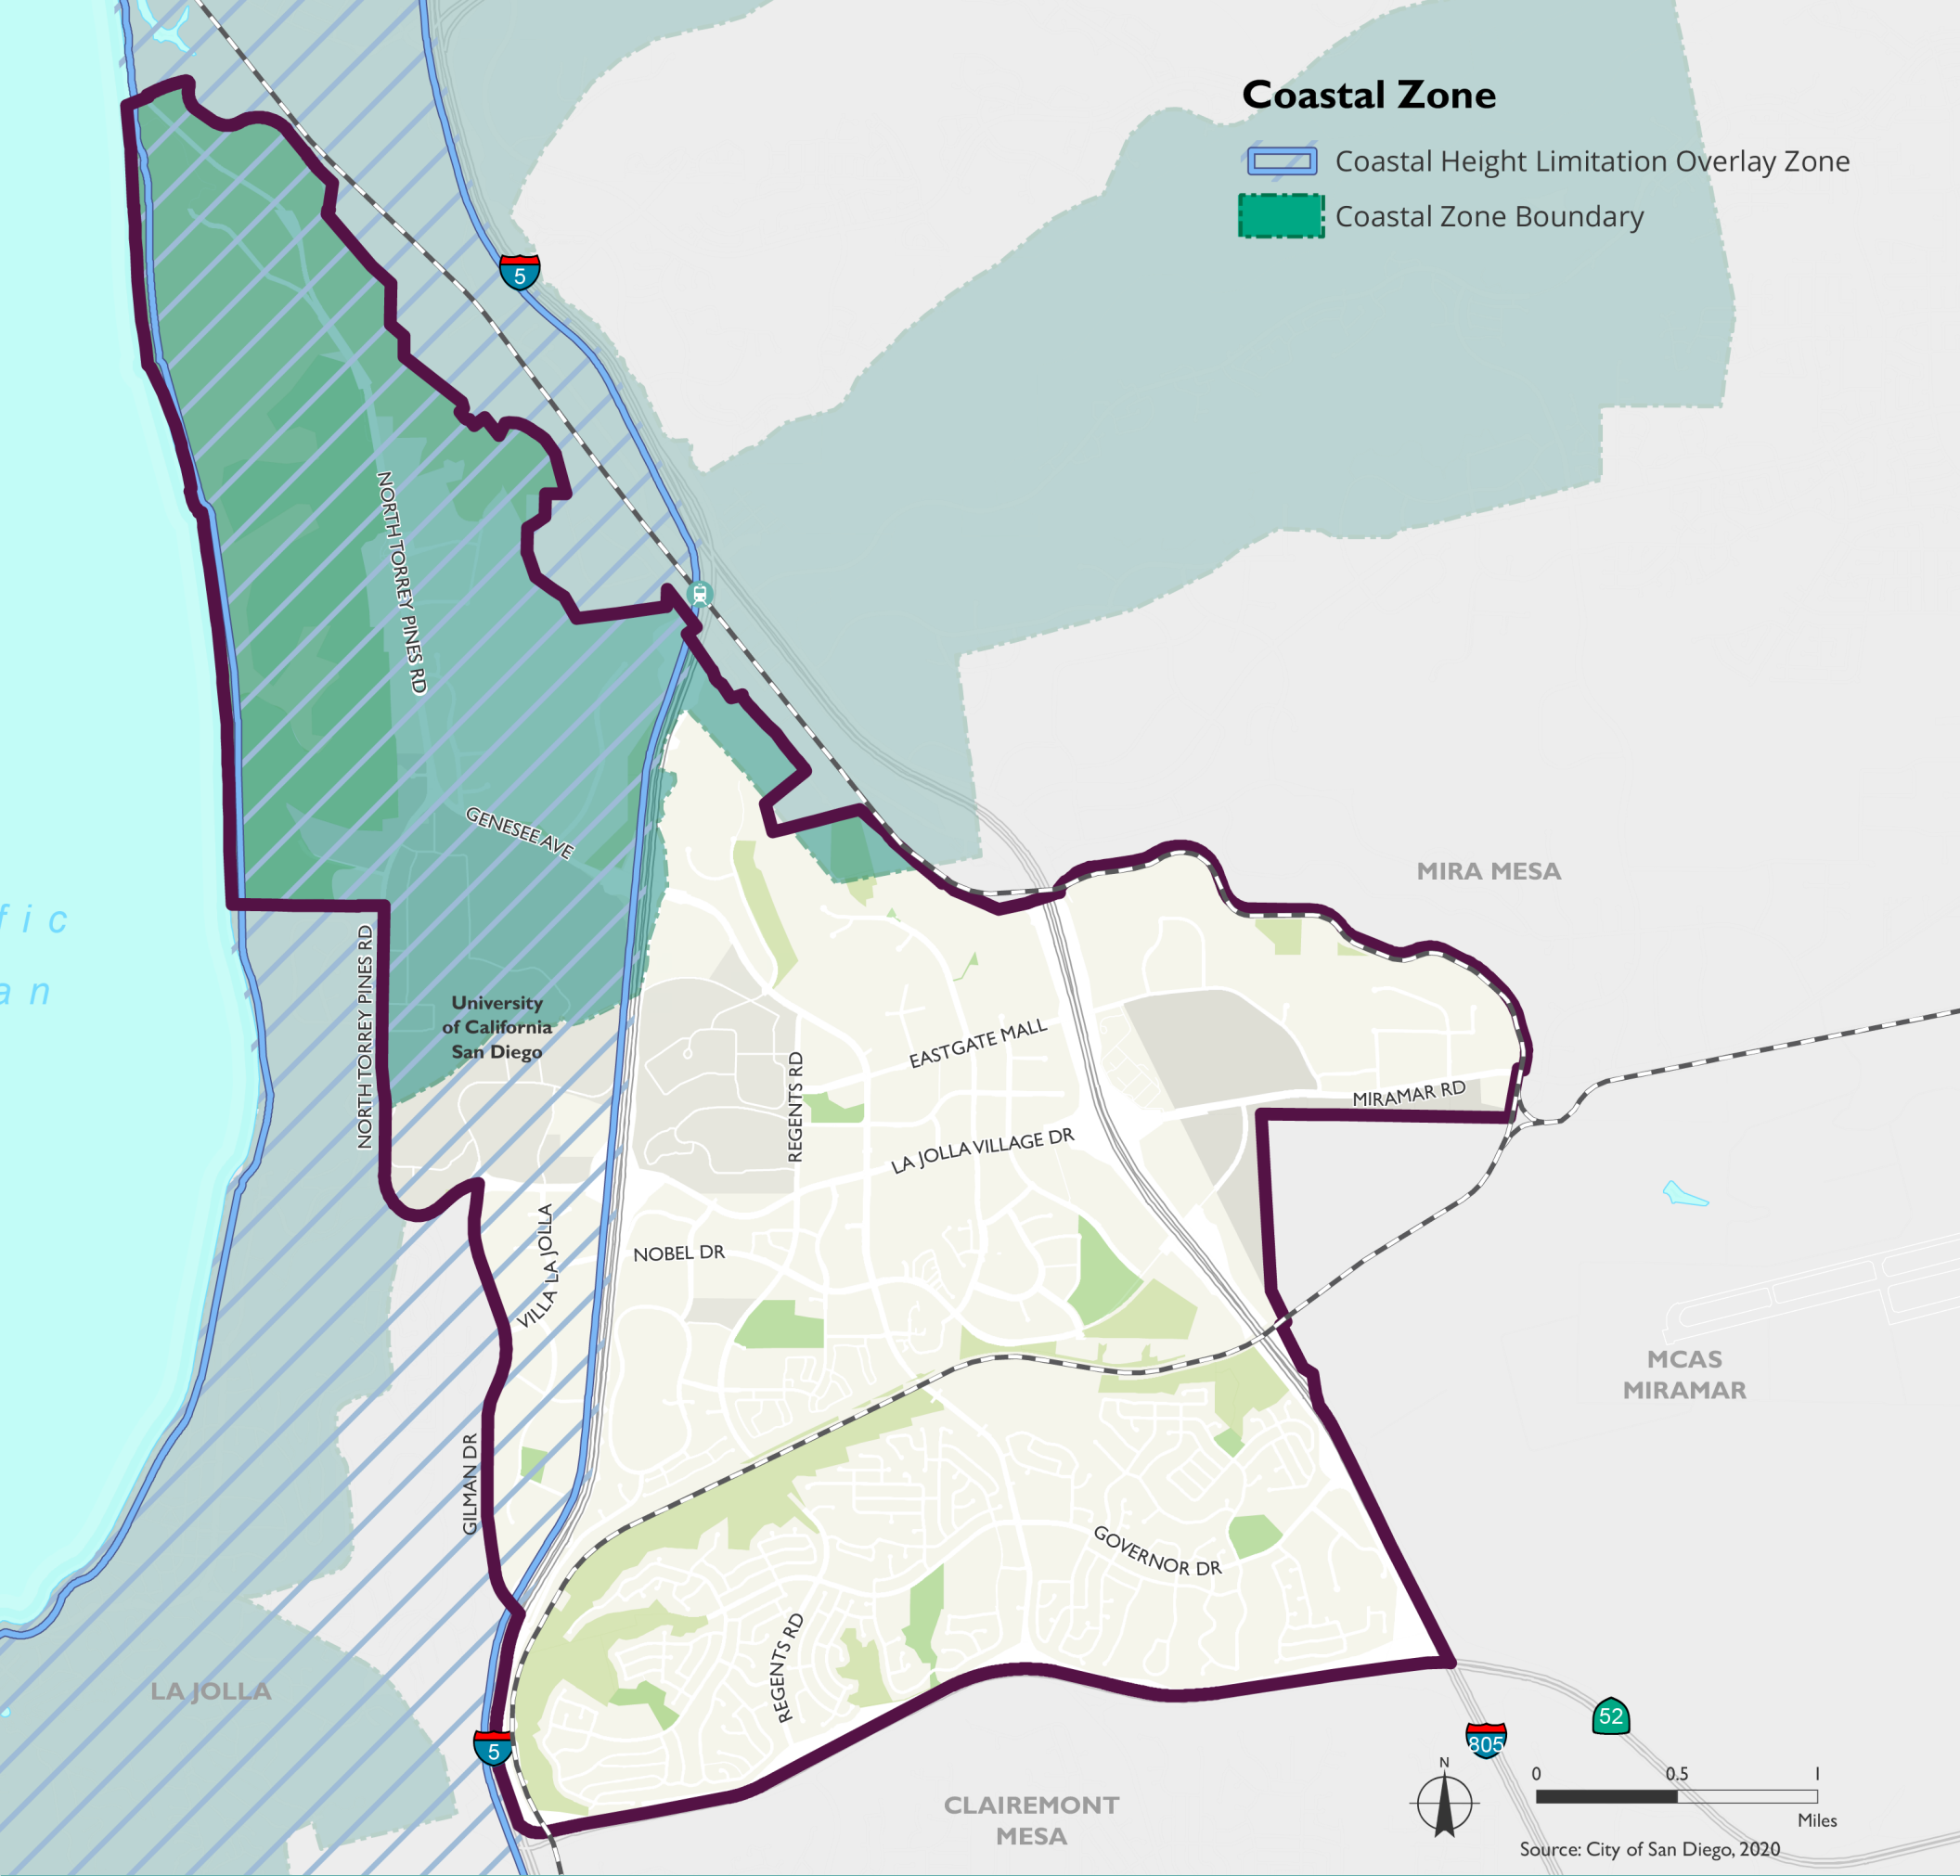 Coastal Zone
Coastal Height Limitation Overlay Zone
Coastal Zone Boundary
5
NORTH TORREY PINES RD
GENESEE AVE
MIRA MESA
fic
an
NORTH TORREY PINES RD
University
of California
San Diego
EASTGATE MALL
REGENTS RD
MIRAMAR RD
LA JOLLA VILLAGE DR
VILLA LA JOLLA
NOBEL DR
MCAS
MIRAMAR
GILMAN DR
GOVERNOR DR
REGENTS RD
LA JOLLA
5
52
805
CLAIREMONT
MESA
N
0 0.5 1
Miles
Source: City of San Diego, 2020